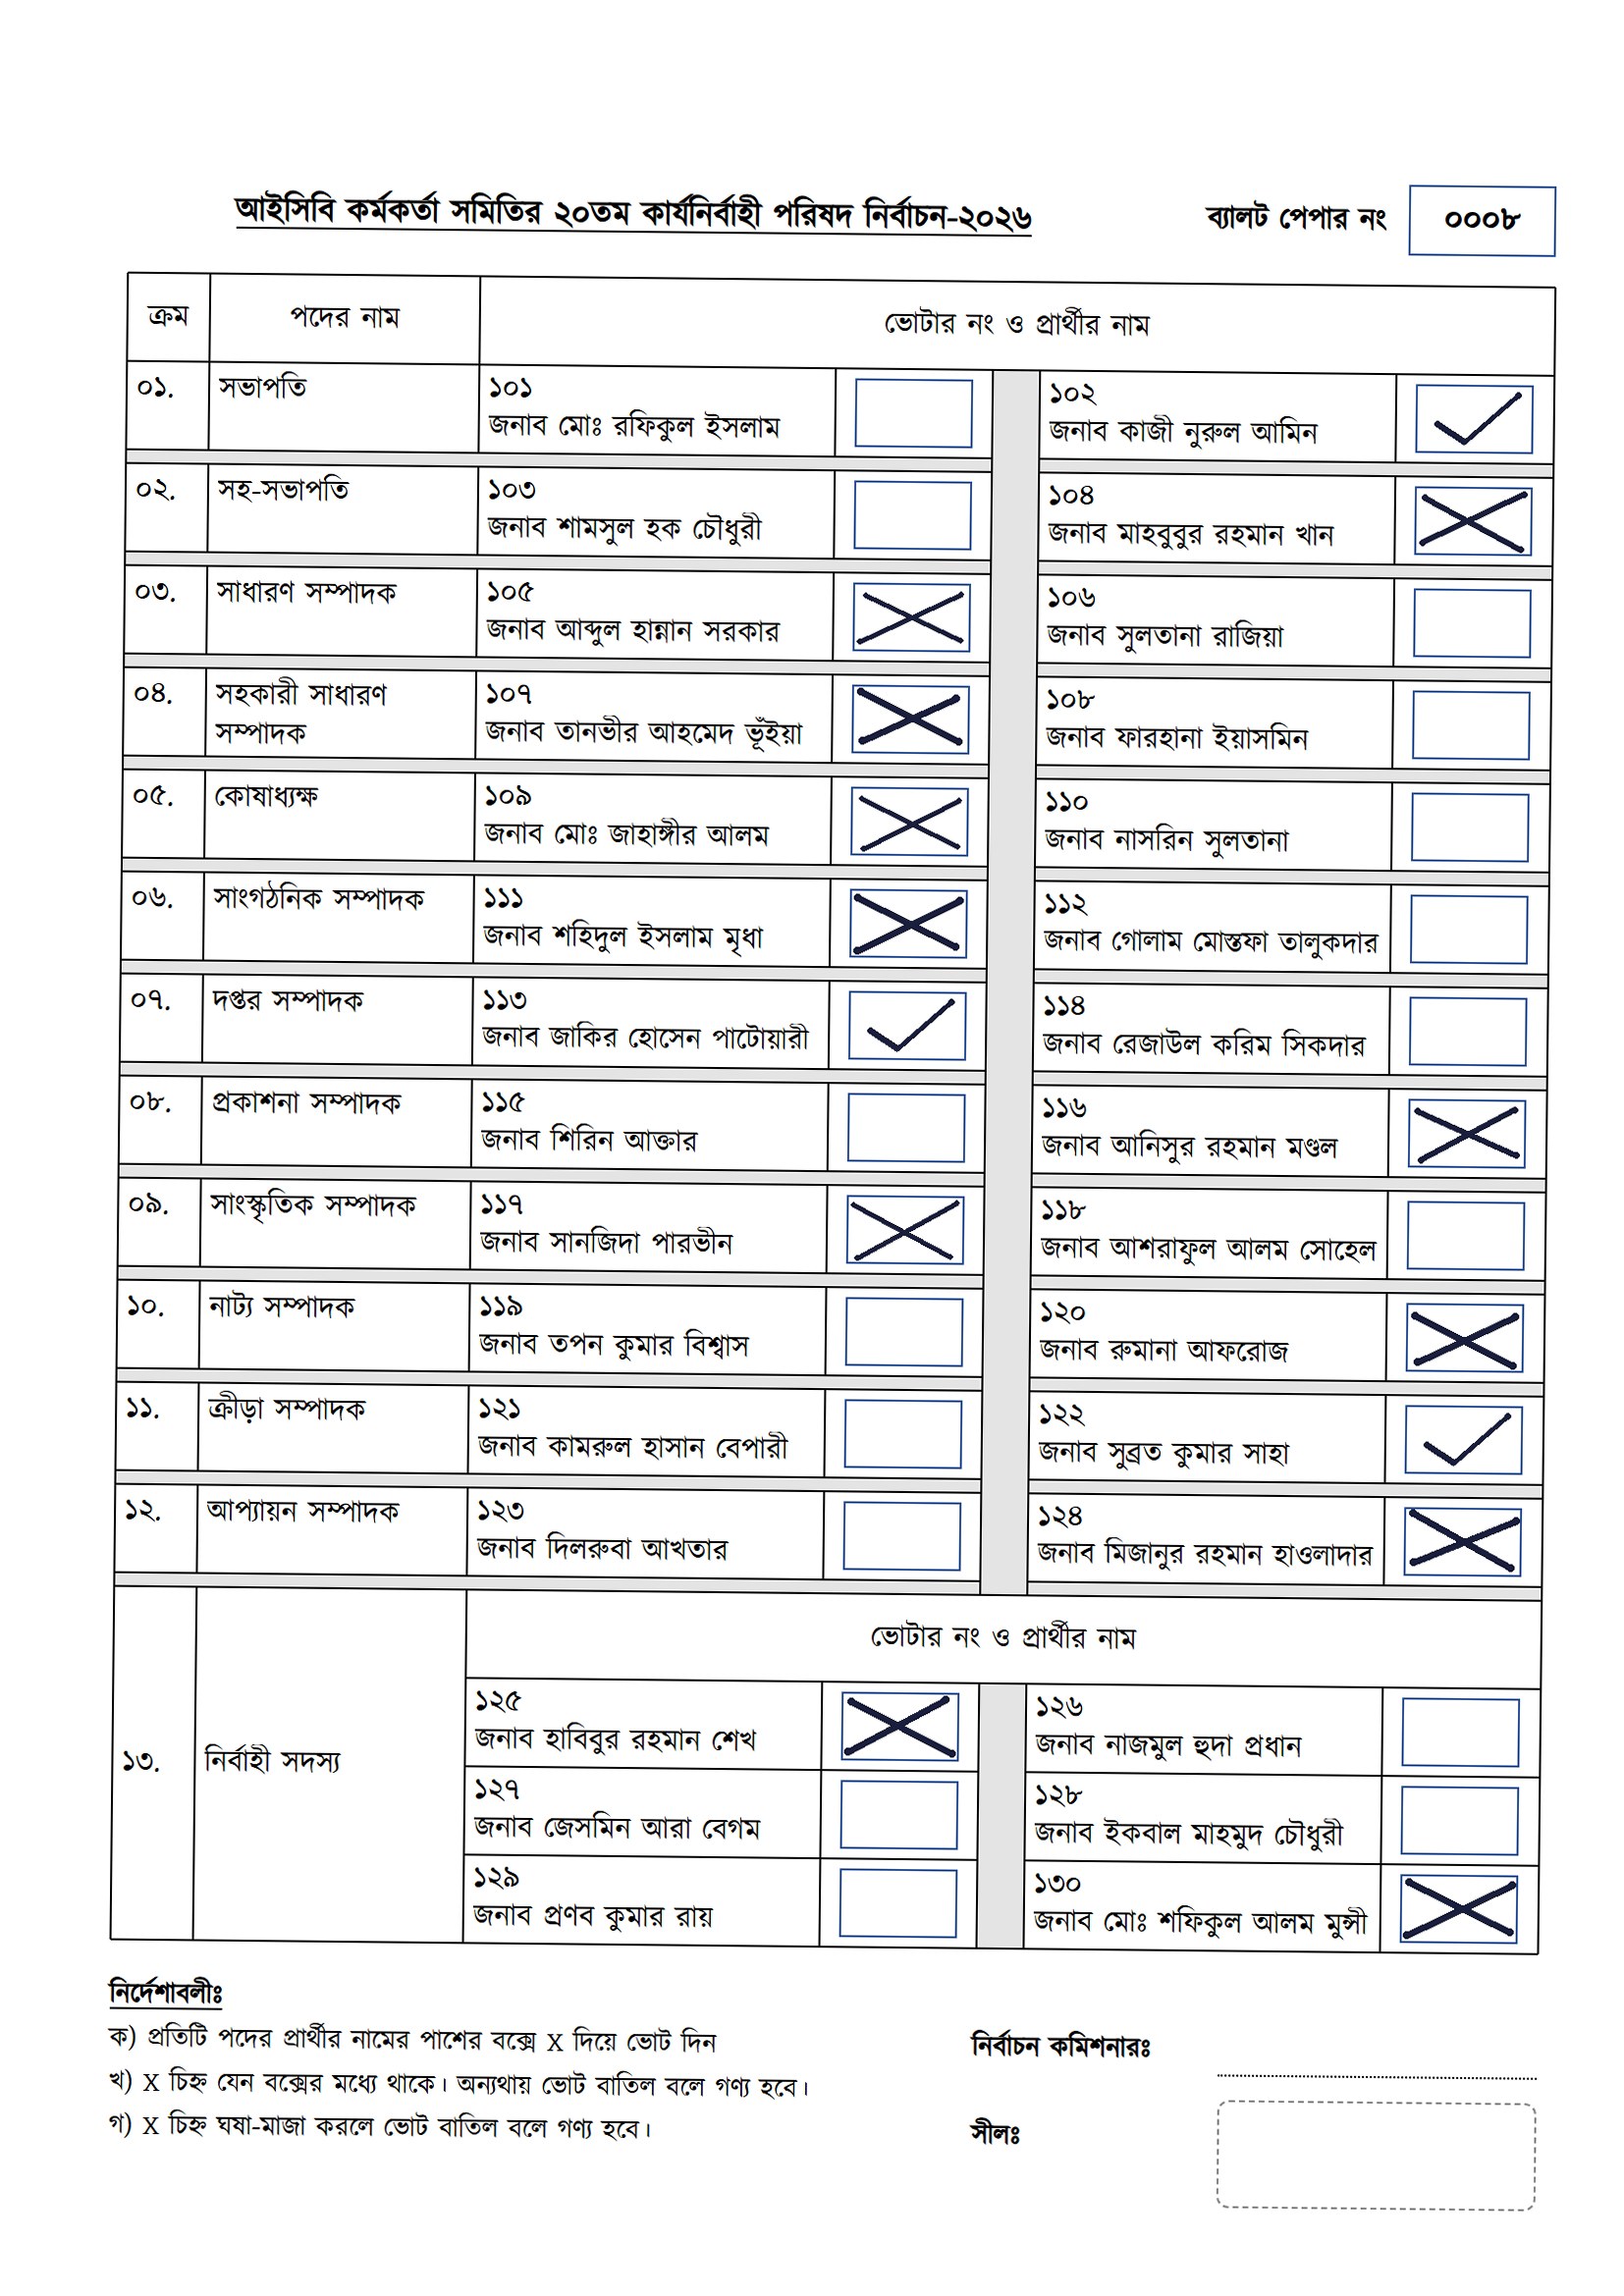 আইসিবি কর্মকর্তা সমিতির ২০তম কার্যনির্বাহী পরিষদ নির্বাচন-২০২৬
ব্যালট পেপার নং ০০০৮
ক্রম পদের নাম ভোটার নং ও প্রার্থীর নাম
০১. সভাপতি ১০১ ১০২
জনাব মোঃ রফিকুল ইসলাম জনাব কাজী নুরুল আমিন
০২. সহ-সভাপতি ১০৩ ১০৪
জনাব শামসুল হক চৌধুরী জনাব মাহবুবুর রহমান খান
০৩. সাধারণ সম্পাদক ১০৫ ১০৬
জনাব আব্দুল হান্নান সরকার জনাব সুলতানা রাজিয়া
০৪. সহকারী সাধারণ ১০৭ ১০৮
সম্পাদক জনাব তানভীর আহমেদ ভূঁইয়া জনাব ফারহানা ইয়াসমিন
০৫. কোষাধ্যক্ষ ১০৯ ১১০
জনাব মোঃ জাহাঙ্গীর আলম জনাব নাসরিন সুলতানা
০৬. সাংগঠনিক সম্পাদক ১১১ ১১২
জনাব শহিদুল ইসলাম মৃধা জনাব গোলাম মোস্তফা তালুকদার
০৭. দপ্তর সম্পাদক ১১৩ ১১৪
জনাব জাকির হোসেন পাটোয়ারী জনাব রেজাউল করিম সিকদার
০৮. প্রকাশনা সম্পাদক ১১৫ ১১৬
জনাব শিরিন আক্তার জনাব আনিসুর রহমান মণ্ডল
০৯. সাংস্কৃতিক সম্পাদক ১১৭ ১১৮
জনাব সানজিদা পারভীন জনাব আশরাফুল আলম সোহেল
১০. নাট্য সম্পাদক ১১৯ ১২০
জনাব তপন কুমার বিশ্বাস জনাব রুমানা আফরোজ
১১. ক্রীড়া সম্পাদক ১২১ ১২২
জনাব কামরুল হাসান বেপারী জনাব সুব্রত কুমার সাহা
১২. আপ্যায়ন সম্পাদক ১২৩ ১২৪
জনাব দিলরুবা আখতার জনাব মিজানুর রহমান হাওলাদার
ভোটার নং ও প্রার্থীর নাম
১৩. নির্বাহী সদস্য
১২৫ ১২৬
জনাব হাবিবুর রহমান শেখ জনাব নাজমুল হুদা প্রধান
১২৭ ১২৮
জনাব জেসমিন আরা বেগম জনাব ইকবাল মাহমুদ চৌধুরী
১২৯ ১৩০
জনাব প্রণব কুমার রায় জনাব মোঃ শফিকুল আলম মুন্সী
নির্দেশাবলীঃ
ক) প্রতিটি পদের প্রার্থীর নামের পাশের বক্সে X দিয়ে ভোট দিন
খ) X চিহ্ন যেন বক্সের মধ্যে থাকে। অন্যথায় ভোট বাতিল বলে গণ্য হবে।
গ) X চিহ্ন ঘষা-মাজা করলে ভোট বাতিল বলে গণ্য হবে।
নির্বাচন কমিশনারঃ
সীলঃ